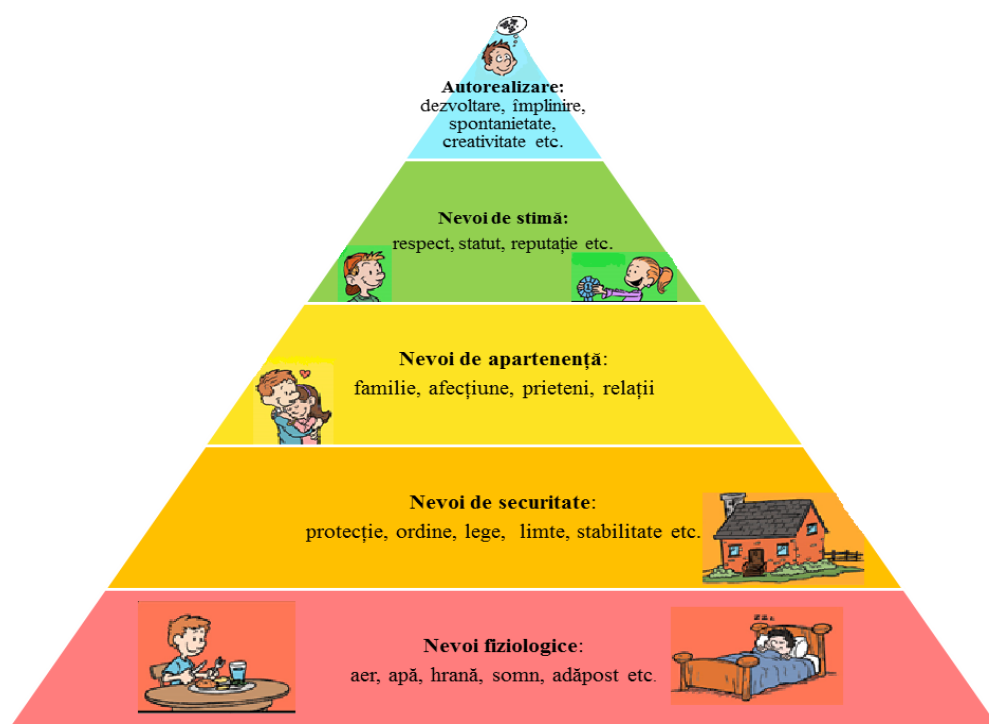 Autorealizare:
dezvoltare, împlinire,
spontanietate,
creativitate etc.
Nevoi de stimă:
respect, statut, reputație etc.
Nevoi de apartenență:
familie, afecțiune, prieteni, relații
Nevoi de securitate:
protecție, ordine, lege, limte, stabilitate etc.
Nevoi fiziologice:
aer, apă, hrană, somn, adăpost etc.